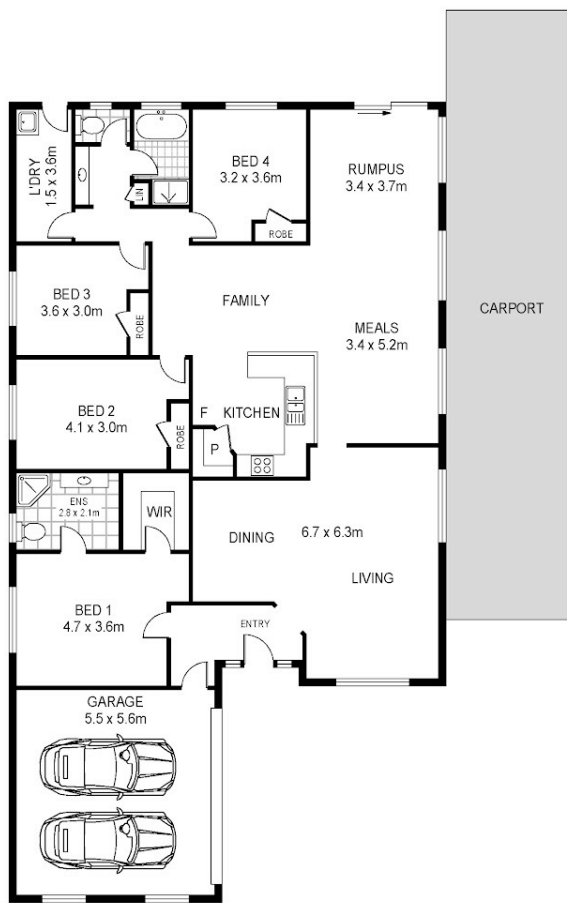 L'DRY
1.5 x 3.6m
LIN
BED 4
3.2 x 3.6m
ROBE
RUMPUS
3.4 x 3.7m
BED 3
3.6 x 3.0m
ROBE
FAMILY
MEALS
3.4 x 5.2m
CARPORT
BED 2
4.1 x 3.0m
ROBE
F
KITCHEN
P
ENS
2.8 x 2.1m
WIR
DINING
6.7 x 6.3m
LIVING
BED 1
4.7 x 3.6m
ENTRY
GARAGE
5.5 x 5.6m